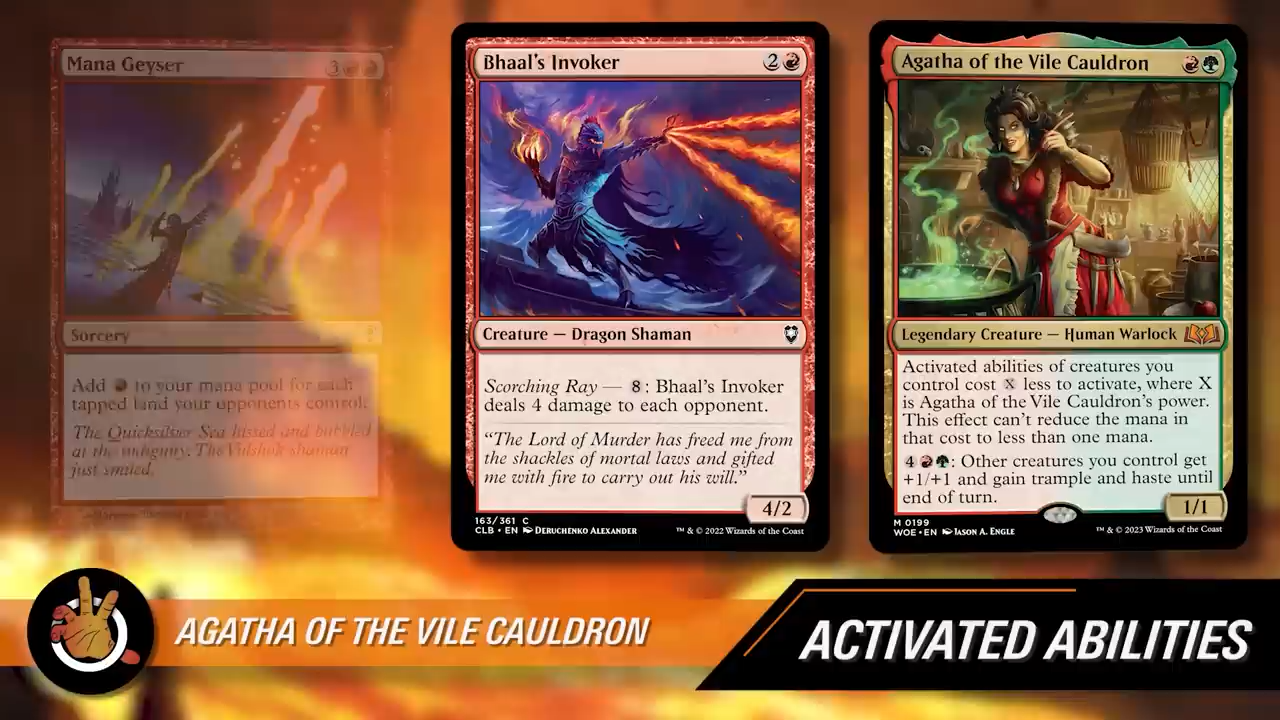 Mana Geyser
3
Sorcery
Add to your mana pool for each
tapped land your opponents control.
The Quicksilver Sea hissed and bubbled
at the indignity. The Vulshok shaman
just smiled.
Bhaal's Invoker
2
Creature — Dragon Shaman
Scorching Ray — 8: Bhaal's Invoker
deals 4 damage to each opponent.
“The Lord of Murder has freed me from
the shackles of mortal laws and gifted
me with fire to carry out his will.”
4/2
163/361 C
CLB • EN Deruchenko Alexander
™ & © 2022 Wizards of the Coast
Agatha of the Vile Cauldron
Legendary Creature — Human Warlock
Activated abilities of creatures you
control cost X less to activate, where X
is Agatha of the Vile Cauldron's power.
This effect can't reduce the mana in
that cost to less than one mana.
4: Other creatures you control get
+1/+1 and gain trample and haste until
end of turn.
1/1
M 0199
WOE • EN Jason A. Engle
™ & © 2023 Wizards of the Coast
AGATHA OF THE VILE CAULDRON
ACTIVATED ABILITIES